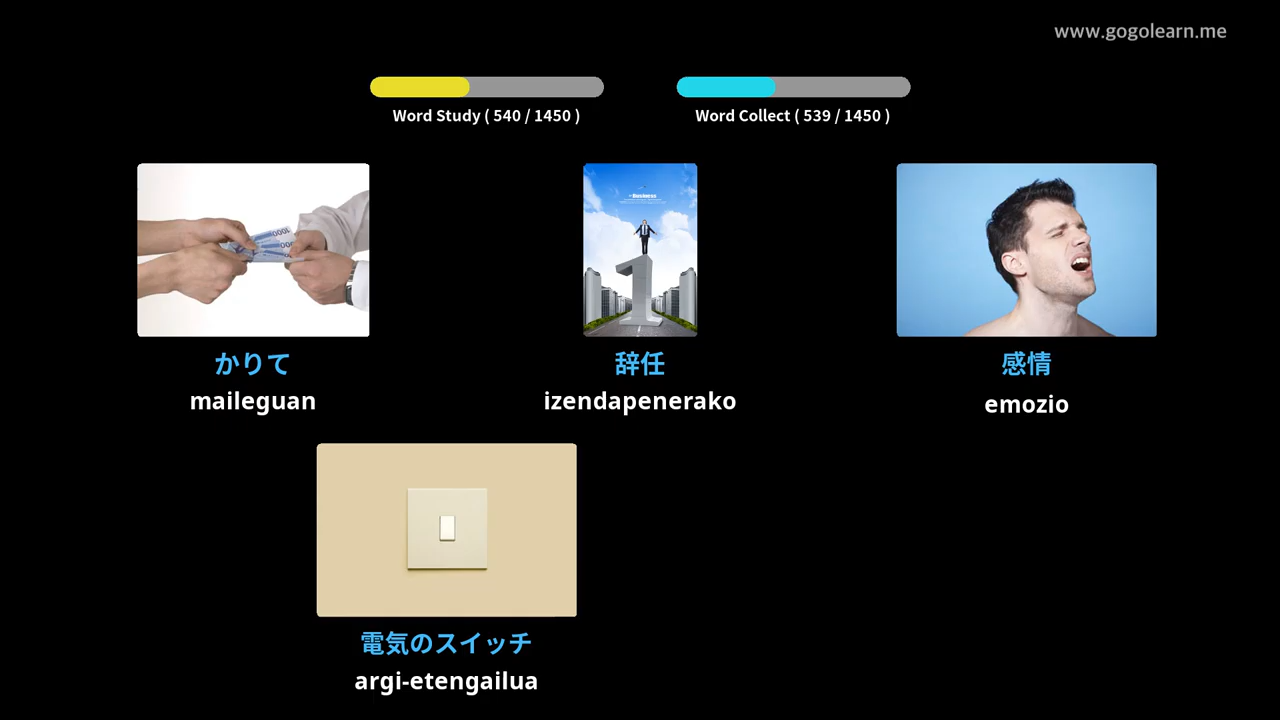 www.gogolearn.me
Word Study ( 540 / 1450 )
Word Collect ( 539 / 1450 )
Business
かりて
maileguan
辞任
izendapenerako
感情
emozio
電気のスイッチ
argi-etengailua